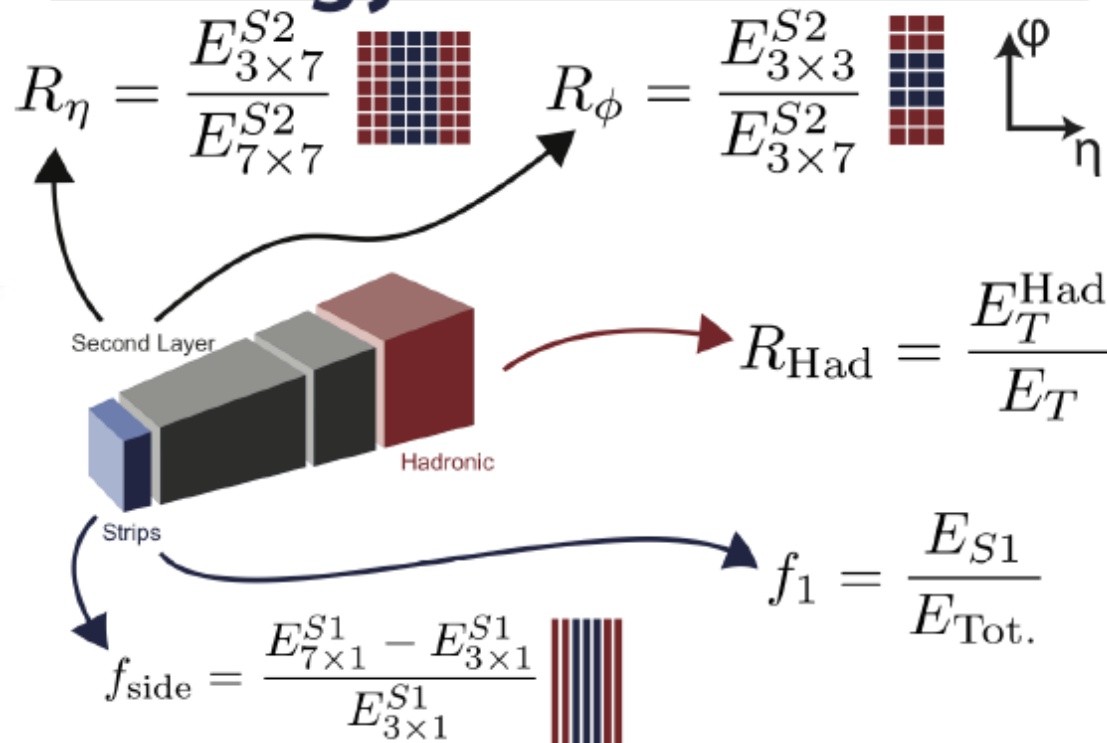 R_η = E^{S2}_{3×7} / E^{S2}_{7×7}
R_ϕ = E^{S2}_{3×3} / E^{S2}_{3×7}
φ
η
Second Layer
R_Had = E_T^{Had} / E_T
Hadronic
Strips
f_1 = E_{S1} / E_{Tot.}
f_side = (E^{S1}_{7×1} − E^{S1}_{3×1}) / E^{S1}_{3×1}